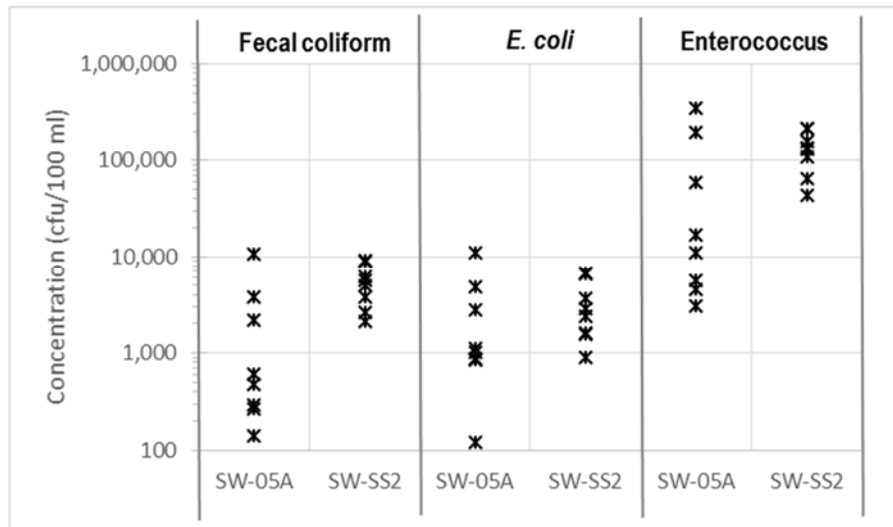 Fecal coliform E. coli Enterococcus
1,000,000
100,000
10,000
1,000
100
Concentration (cfu/100 ml)
SW-05A SW-SS2 SW-05A SW-SS2 SW-05A SW-SS2